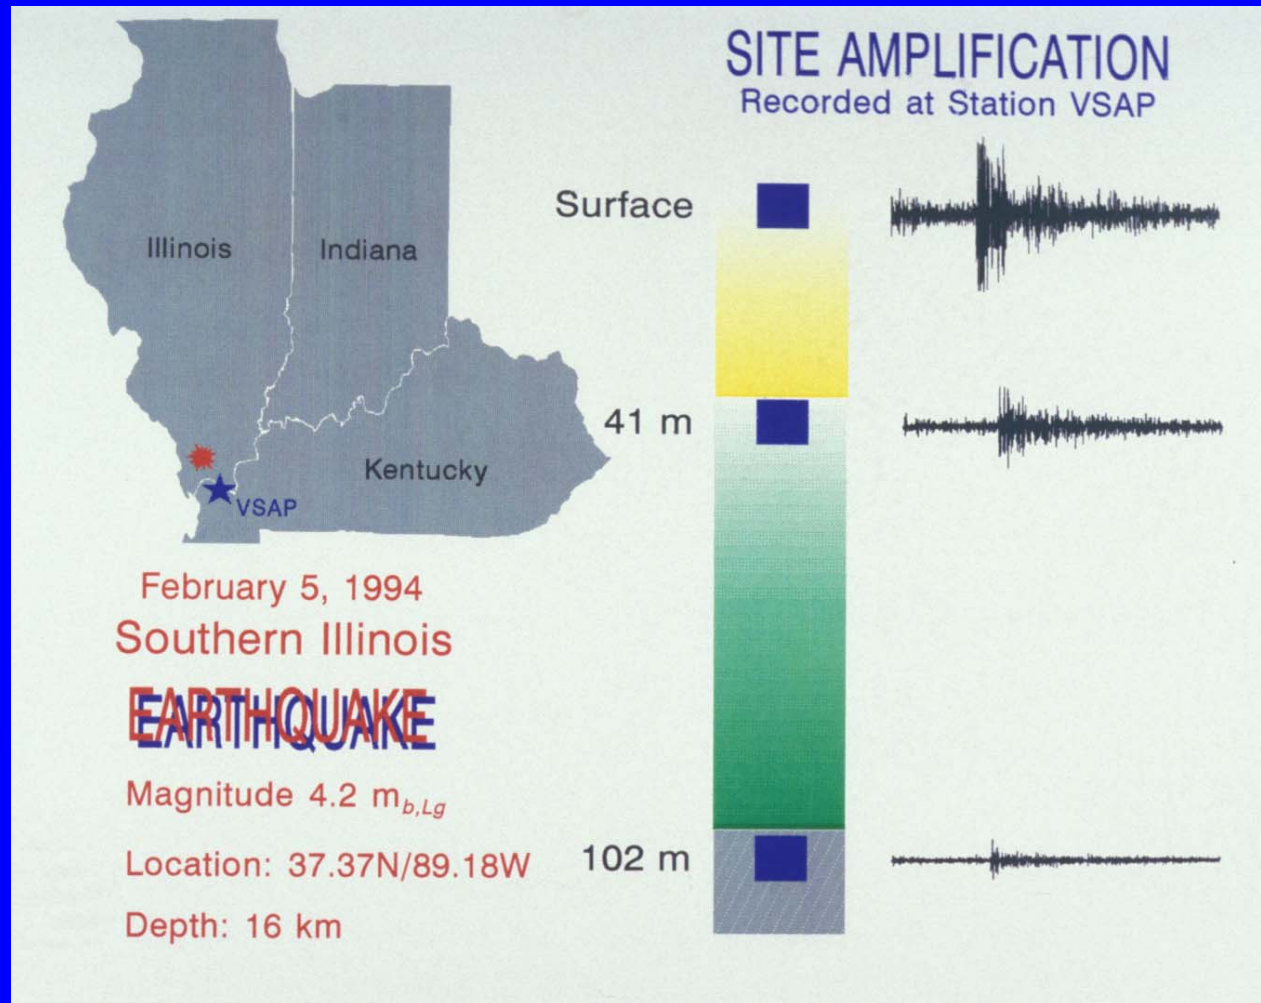 SITE AMPLIFICATION
Recorded at Station VSAP
Illinois
Indiana
Kentucky
VSAP
Surface
41 m
102 m
February 5, 1994
Southern Illinois
EARTHQUAKE
Magnitude 4.2 mb,Lg
Location: 37.37N/89.18W
Depth: 16 km